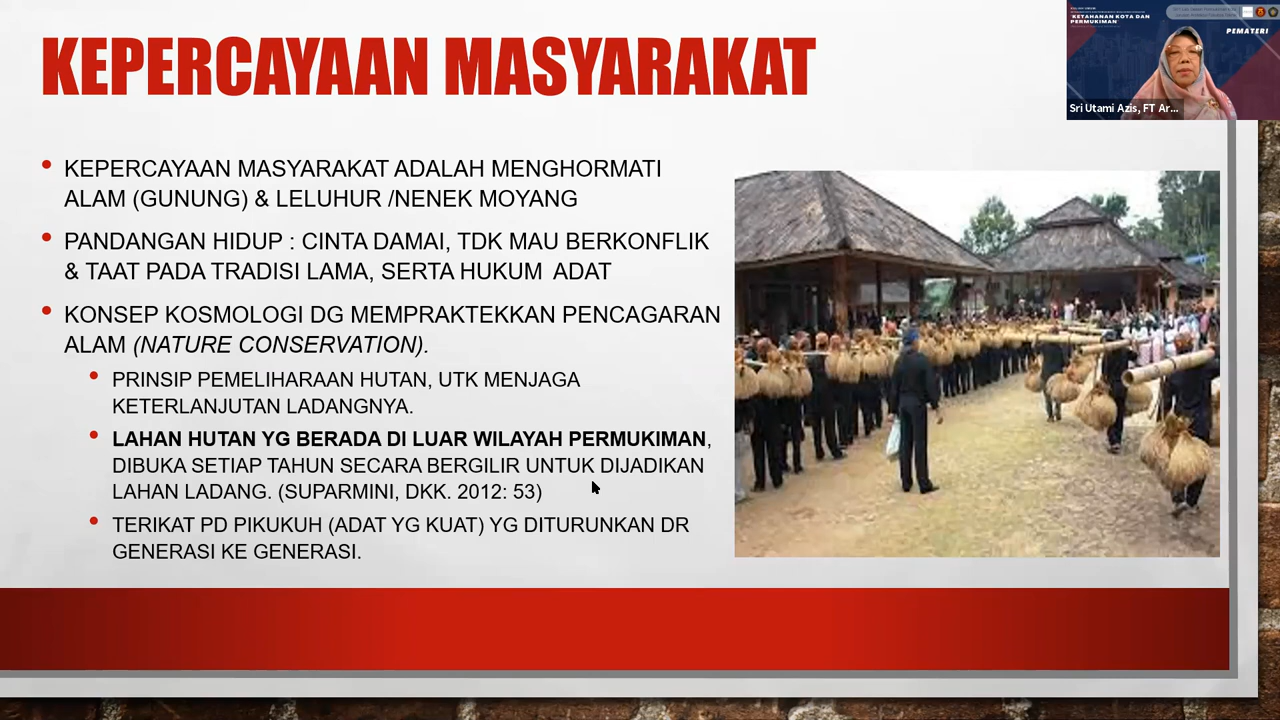 KEPERCAYAAN MASYARAKAT
"KETAHANAN KOTA DAN
PERMUKIMAN"
PEMATERI
Sri Utami Azis, FT Ar...
• KEPERCAYAAN MASYARAKAT ADALAH MENGHORMATI
ALAM (GUNUNG) & LELUHUR /NENEK MOYANG
• PANDANGAN HIDUP : CINTA DAMAI, TDK MAU BERKONFLIK
& TAAT PADA TRADISI LAMA, SERTA HUKUM ADAT
• KONSEP KOSMOLOGI DG MEMPRAKTEKKAN PENCAGARAN
ALAM (NATURE CONSERVATION).
• PRINSIP PEMELIHARAAN HUTAN, UTK MENJAGA
KETERLANJUTAN LADANGNYA.
• LAHAN HUTAN YG BERADA DI LUAR WILAYAH PERMUKIMAN,
DIBUKA SETIAP TAHUN SECARA BERGILIR UNTUK DIJADIKAN
LAHAN LADANG. (SUPARMINI, DKK. 2012: 53)
• TERIKAT PD PIKUKUH (ADAT YG KUAT) YG DITURUNKAN DR
GENERASI KE GENERASI.